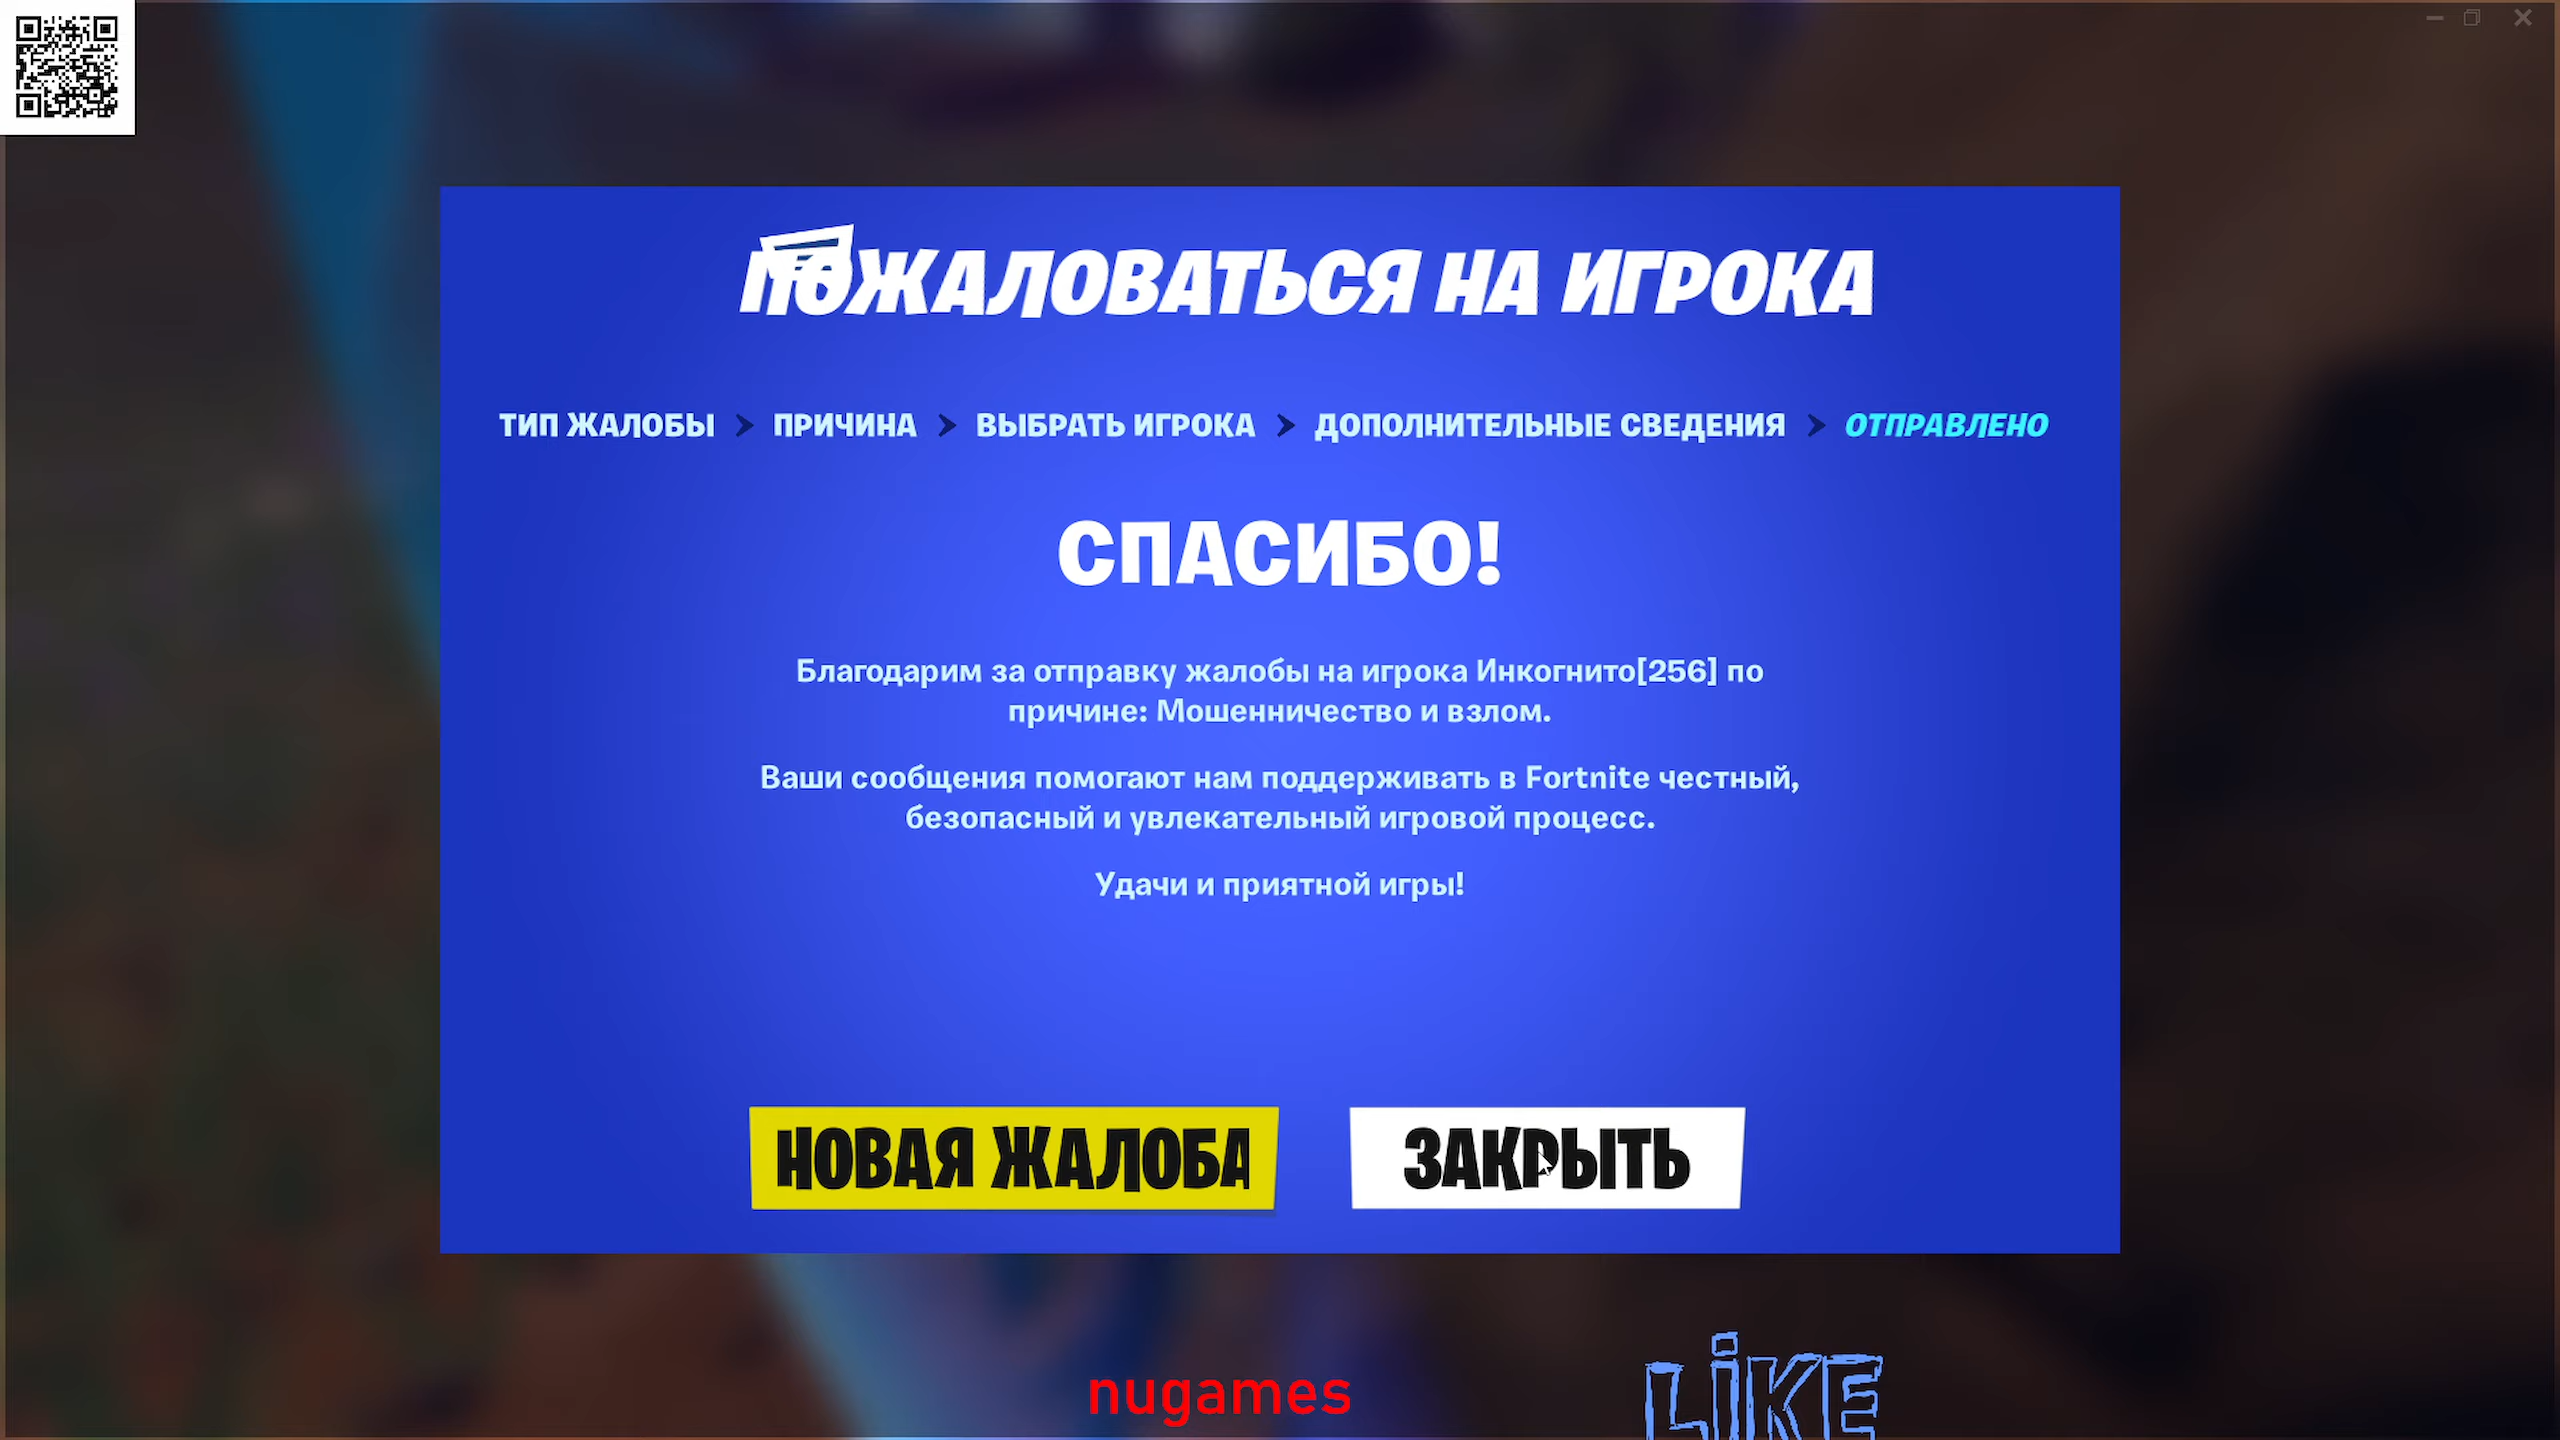 ПОЖАЛОВАТЬСЯ НА ИГРОКА
ТИП ЖАЛОБЫ > ПРИЧИНА > ВЫБРАТЬ ИГРОКА > ДОПОЛНИТЕЛЬНЫЕ СВЕДЕНИЯ > ОТПРАВЛЕНО
СПАСИБО!
Благодарим за отправку жалобы на игрока Инкогнито[256] по
причине: Мошенничество и взлом.
Ваши сообщения помогают нам поддерживать в Fortnite честный,
безопасный и увлекательный игровой процесс.
Удачи и приятной игры!
НОВАЯ ЖАЛОБА
ЗАКРЫТЬ
nugames
LiKE